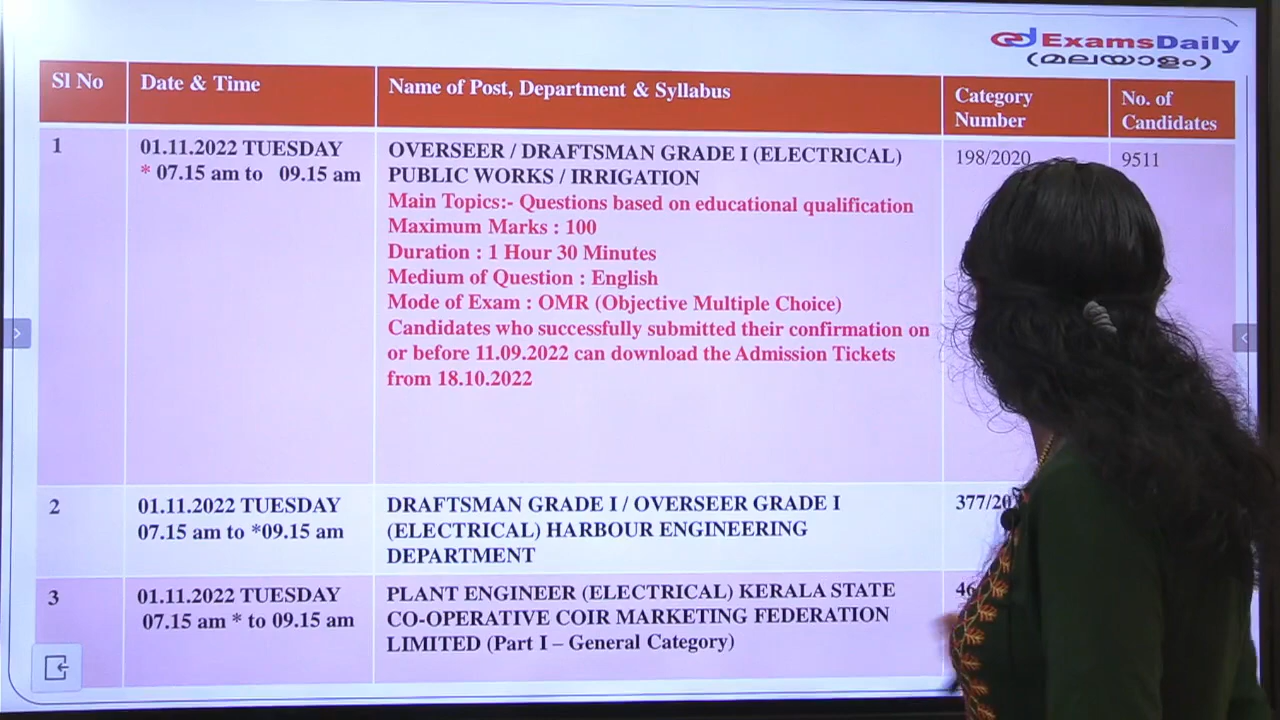 ExamsDaily
(മലയാളം)
Sl No
Date & Time
Name of Post, Department & Syllabus
Category
Number
No. of
Candidates
1
01.11.2022 TUESDAY
* 07.15 am to 09.15 am
OVERSEER / DRAFTSMAN GRADE I (ELECTRICAL)
PUBLIC WORKS / IRRIGATION
Main Topics:- Questions based on educational qualification
Maximum Marks : 100
Duration : 1 Hour 30 Minutes
Medium of Question : English
Mode of Exam : OMR (Objective Multiple Choice)
Candidates who successfully submitted their confirmation on
or before 11.09.2022 can download the Admission Tickets
from 18.10.2022
198/2020
9511
2
01.11.2022 TUESDAY
07.15 am to *09.15 am
DRAFTSMAN GRADE I / OVERSEER GRADE I
(ELECTRICAL) HARBOUR ENGINEERING
DEPARTMENT
377/20
3
01.11.2022 TUESDAY
07.15 am * to 09.15 am
PLANT ENGINEER (ELECTRICAL) KERALA STATE
CO-OPERATIVE COIR MARKETING FEDERATION
LIMITED (Part I – General Category)